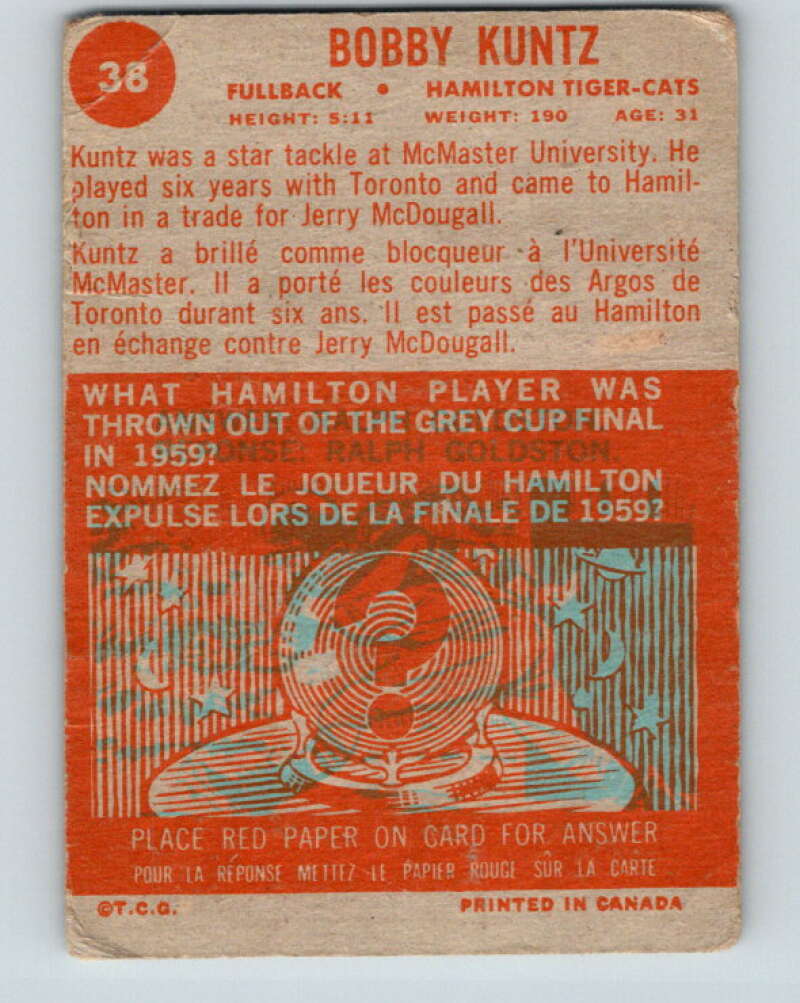 38
BOBBY KUNTZ
FULLBACK • HAMILTON TIGER-CATS
HEIGHT: 5:11 WEIGHT: 190 AGE: 31
Kuntz was a star tackle at McMaster University. He
played six years with Toronto and came to Hamil-
ton in a trade for Jerry McDougall.
Kuntz a brillé comme blocqueur à l'Université
McMaster. Il a porté les couleurs des Argos de
Toronto durant six ans. Il est passé au Hamilton
en échange contre Jerry McDougall.
WHAT HAMILTON PLAYER WAS
THROWN OUT OF THE GREY CUP FINAL
IN 1959?
RALPH GOLDSTON.
NOMMEZ LE JOUEUR DU HAMILTON
EXPULSE LORS DE LA FINALE DE 1959?
?
PLACE RED PAPER ON CARD FOR ANSWER
POUR LA RÉPONSE METTEZ LE PAPIER ROUGE SÛR LA CARTE
©T.C.G. PRINTED IN CANADA